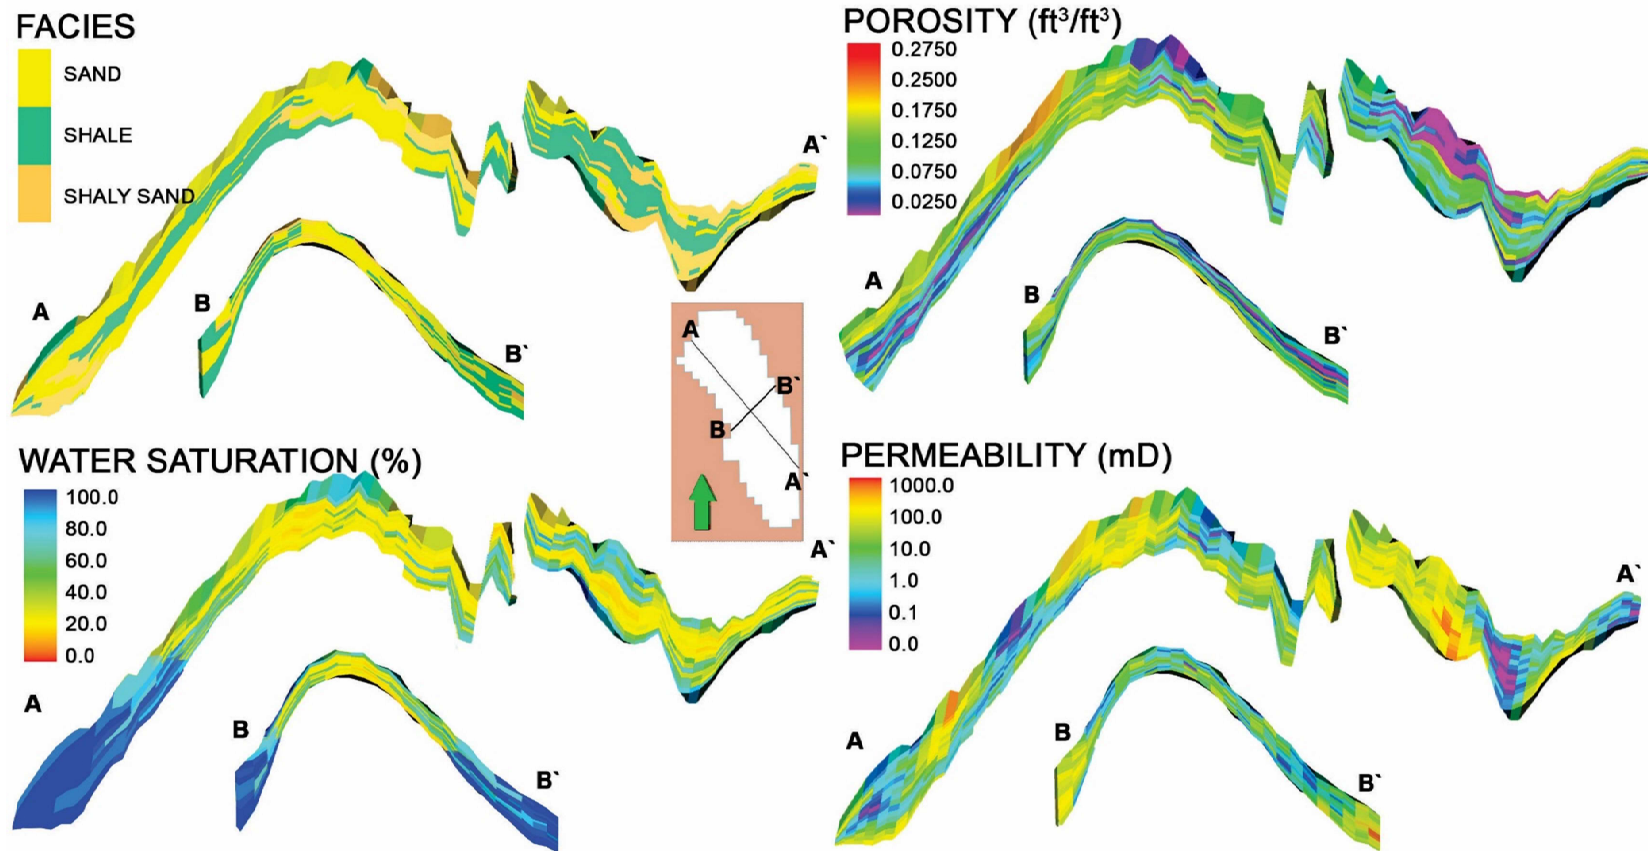 FACIES
SAND
SHALE
SHALY SAND
A
A`
B
B`
POROSITY (ft³/ft³)
0.2750
0.2500
0.1750
0.1250
0.0750
0.0250
A
B
B`
A
B`
B
A`
WATER SATURATION (%)
100.0
80.0
60.0
40.0
20.0
0.0
A
A`
B
B`
PERMEABILITY (mD)
1000.0
100.0
10.0
1.0
0.1
0.0
A
A`
B
B`